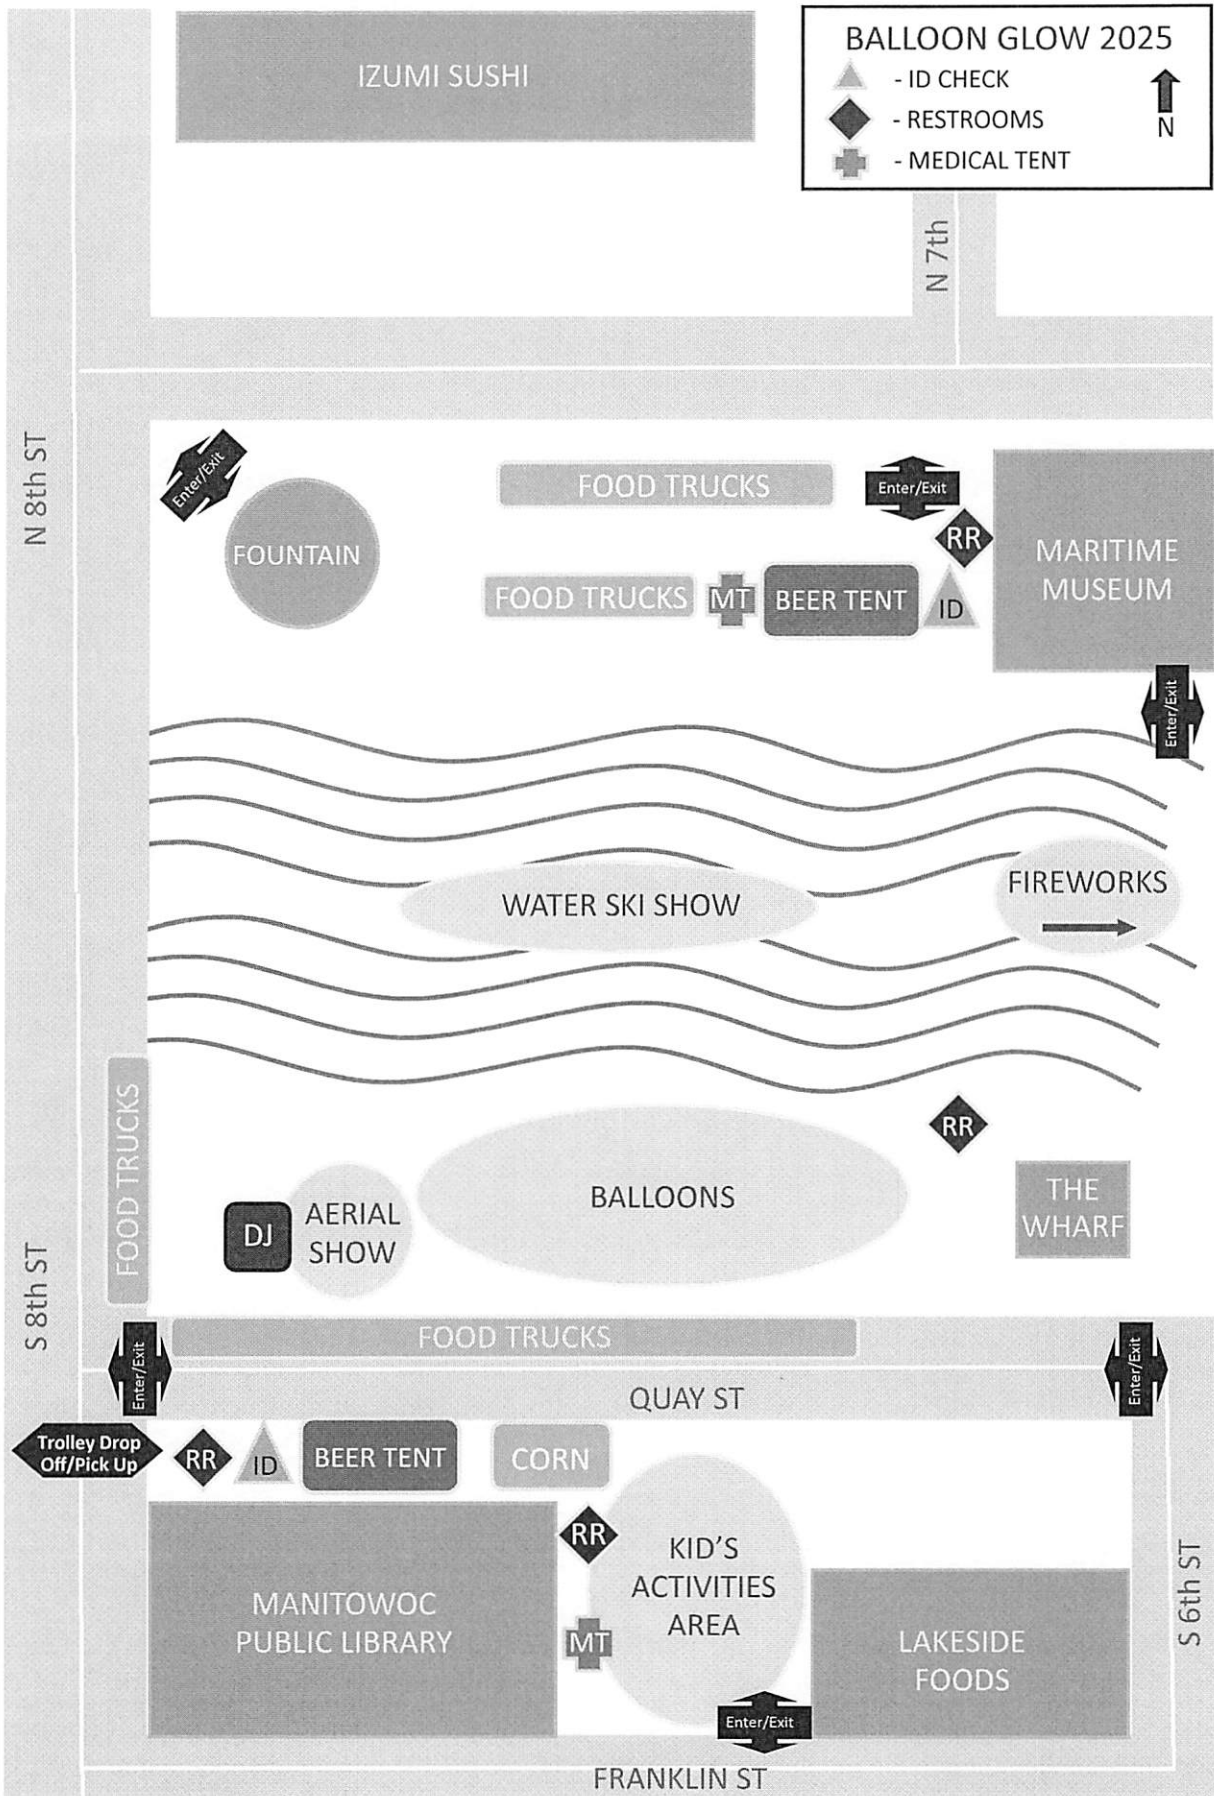 IZUMI SUSHI
BALLOON GLOW 2025
- ID CHECK
- RESTROOMS
- MEDICAL TENT
N
N 7th
N 8th ST
Enter/Exit
FOUNTAIN
FOOD TRUCKS
Enter/Exit
RR
MARITIME
MUSEUM
FOOD TRUCKS
MT
BEER TENT
ID
Enter/Exit
WATER SKI SHOW
FIREWORKS
FOOD TRUCKS
RR
BALLOONS
THE
WHARF
DJ
AERIAL
SHOW
S 8th ST
Enter/Exit
FOOD TRUCKS
Enter/Exit
QUAY ST
Trolley Drop
Off/Pick Up
RR
ID
BEER TENT
CORN
RR
KID'S
ACTIVITIES
AREA
MANITOWOC
PUBLIC LIBRARY
MT
LAKESIDE
FOODS
S 6th ST
Enter/Exit
FRANKLIN ST